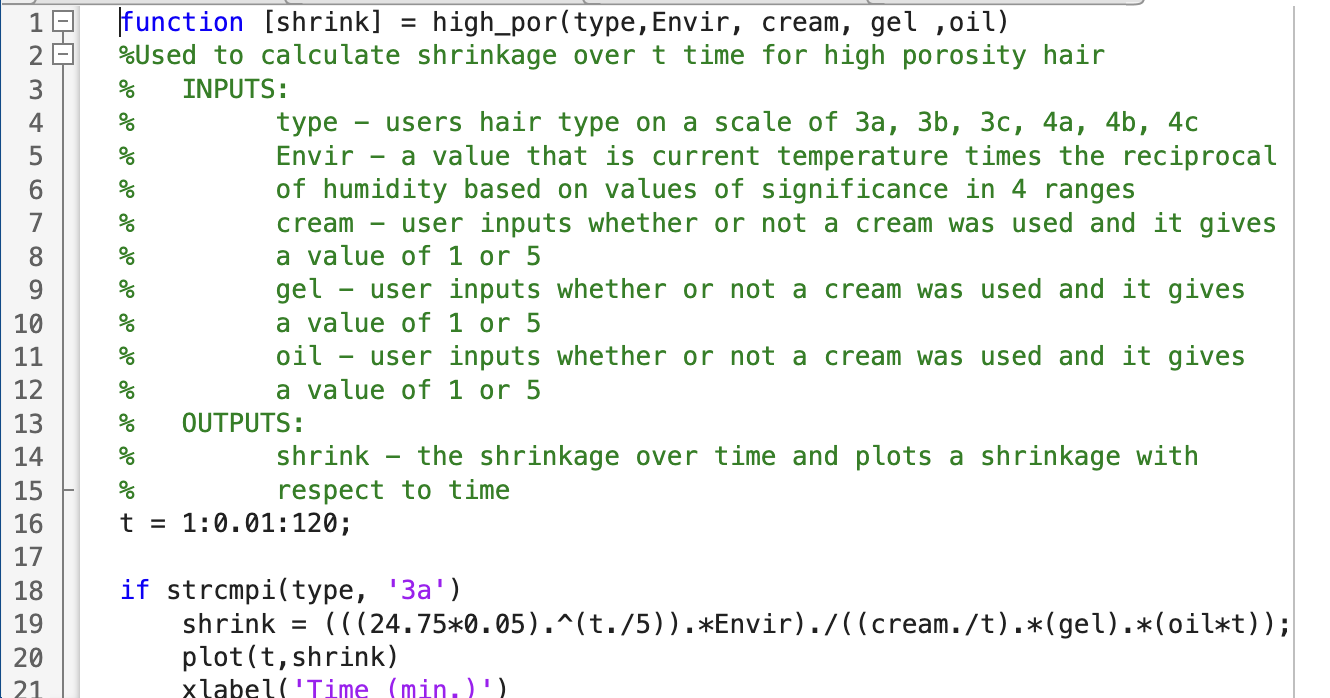 1 function [shrink] = high_por(type,Envir, cream, gel ,oil)
2 %Used to calculate shrinkage over t time for high porosity hair
3 %   INPUTS:
4 %         type – users hair type on a scale of 3a, 3b, 3c, 4a, 4b, 4c
5 %         Envir – a value that is current temperature times the reciprocal
6 %         of humidity based on values of significance in 4 ranges
7 %         cream – user inputs whether or not a cream was used and it gives
8 %         a value of 1 or 5
9 %         gel – user inputs whether or not a cream was used and it gives
10 %         a value of 1 or 5
11 %         oil – user inputs whether or not a cream was used and it gives
12 %         a value of 1 or 5
13 %   OUTPUTS:
14 %         shrink – the shrinkage over time and plots a shrinkage with
15 %         respect to time
16 t = 1:0.01:120;
17
18 if strcmpi(type, '3a')
19     shrink = (((24.75*0.05).^(t./5)).*Envir)./((cream./t).*(gel).*(oil*t));
20     plot(t,shrink)
21     xlabel('Time (min.)')